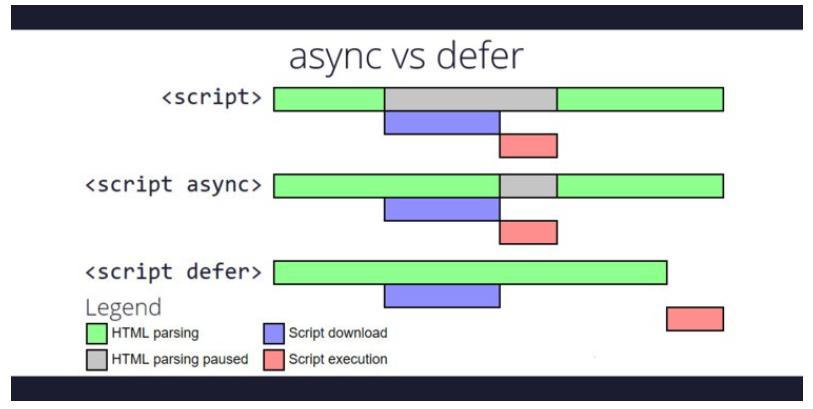 async vs defer
<script>
<script async>
<script defer>
Legend
HTML parsing
Script download
HTML parsing paused
Script execution